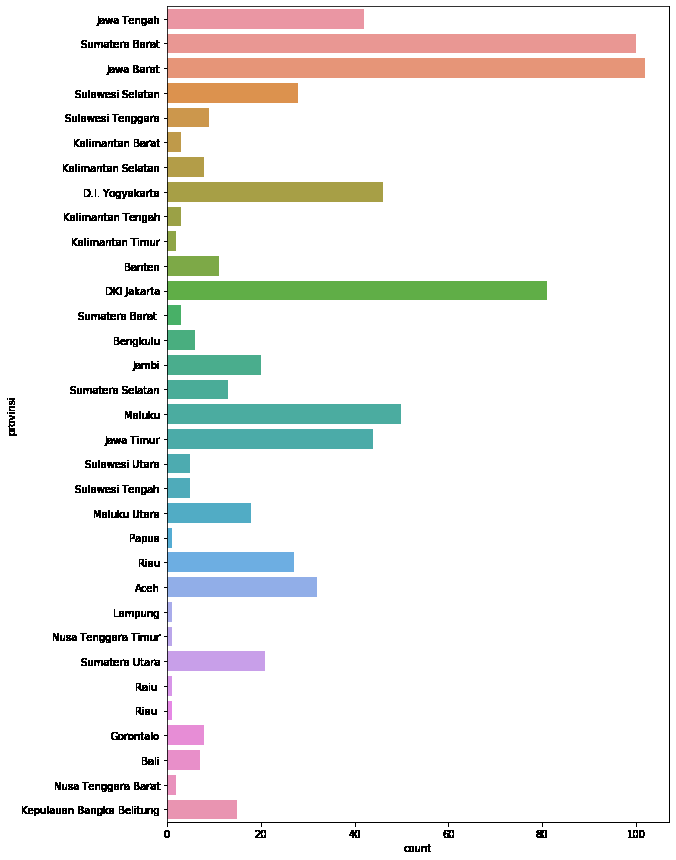 Jawa Tengah
Sumatera Barat
Jawa Barat
Sulawesi Selatan
Sulawesi Tenggara
Kalimantan Barat
Kalimantan Selatan
D.I. Yogyakarta
Kalimantan Tengah
Kalimantan Timur
Banten
DKI Jakarta
Sumatera Barat
Bengkulu
Jambi
Sumatera Selatan
Maluku
Jawa Timur
Sulawesi Utara
Sulawesi Tengah
Maluku Utara
Papua
Riau
Aceh
Lampung
Nusa Tenggara Timur
Sumatera Utara
Raiu
Riau
Gorontalo
Bali
Nusa Tenggara Barat
Kepulauan Bangka Belitung
provinsi
0 20 40 60 80 100
count